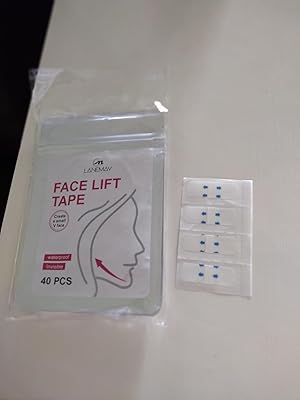 LANEMAY
FACE LIFT
TAPE
Create
a small
V face
waterproof
Invisible
40 PCS